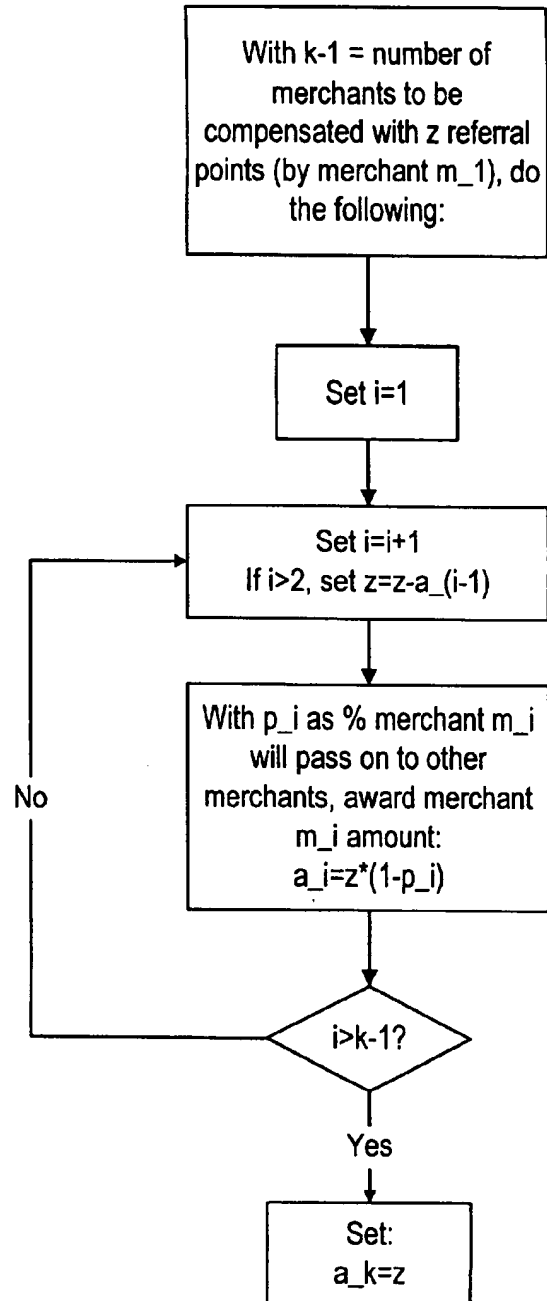 With k-1 = number of
merchants to be
compensated with z referral
points (by merchant m_1), do
the following:
Set i=1
Set i=i+1
If i>2, set z=z-a_(i-1)
With p_i as % merchant m_i
will pass on to other
merchants, award merchant
m_i amount:
a_i=z*(1-p_i)
No
i>k-1?
Yes
Set:
a_k=z